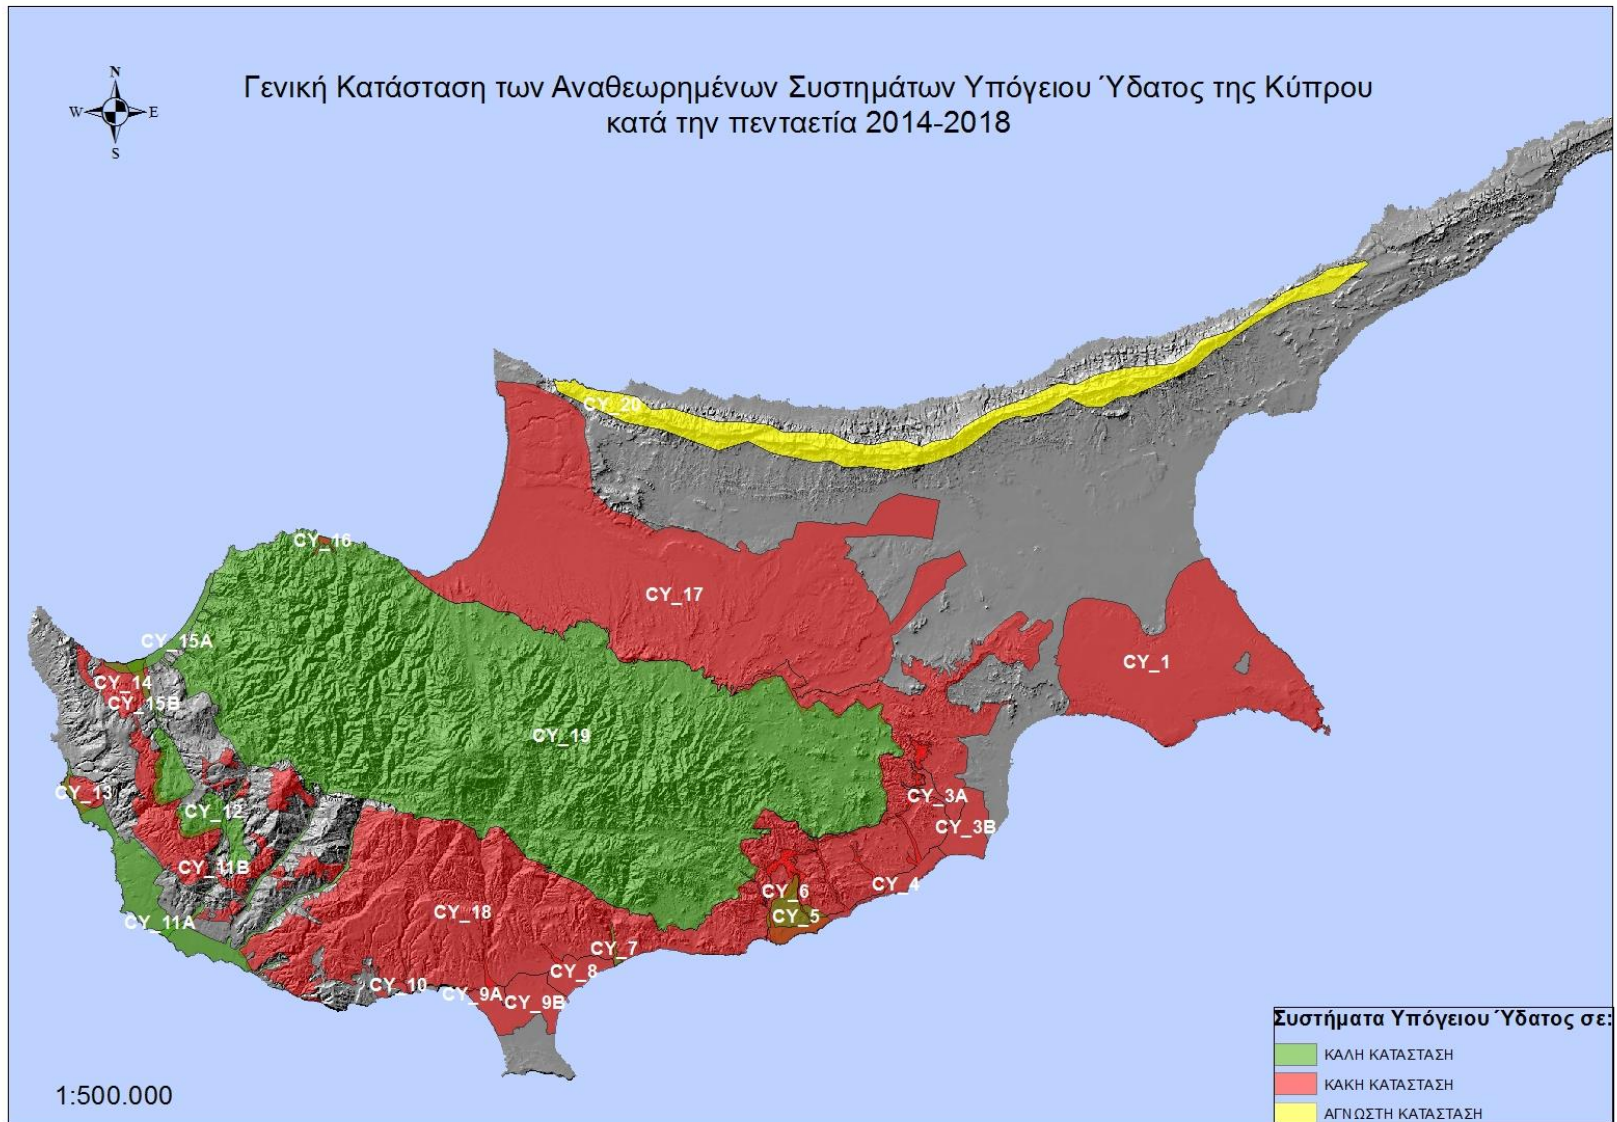 N
W E
S
Γενική Κατάσταση των Αναθεωρημένων Συστημάτων Υπόγειου Ύδατος της Κύπρου
κατά την πενταετία 2014-2018
CY_20
CY_16
CY_17
CY_15A
CY_1
CY_14
CY_15B
CY_19
CY_13
CY_3A
CY_12
CY_3B
CY_11B
CY_6
CY_4
CY_18
CY_5
CY_11A
CY_7
CY_8
CY_10
CY_9A
CY_9B
Συστήματα Υπόγειου Ύδατος σε:
ΚΑΛΗ ΚΑΤΑΣΤΑΣΗ
ΚΑΚΗ ΚΑΤΑΣΤΑΣΗ
ΑΓΝΩΣΤΗ ΚΑΤΑΣΤΑΣΗ
1:500.000